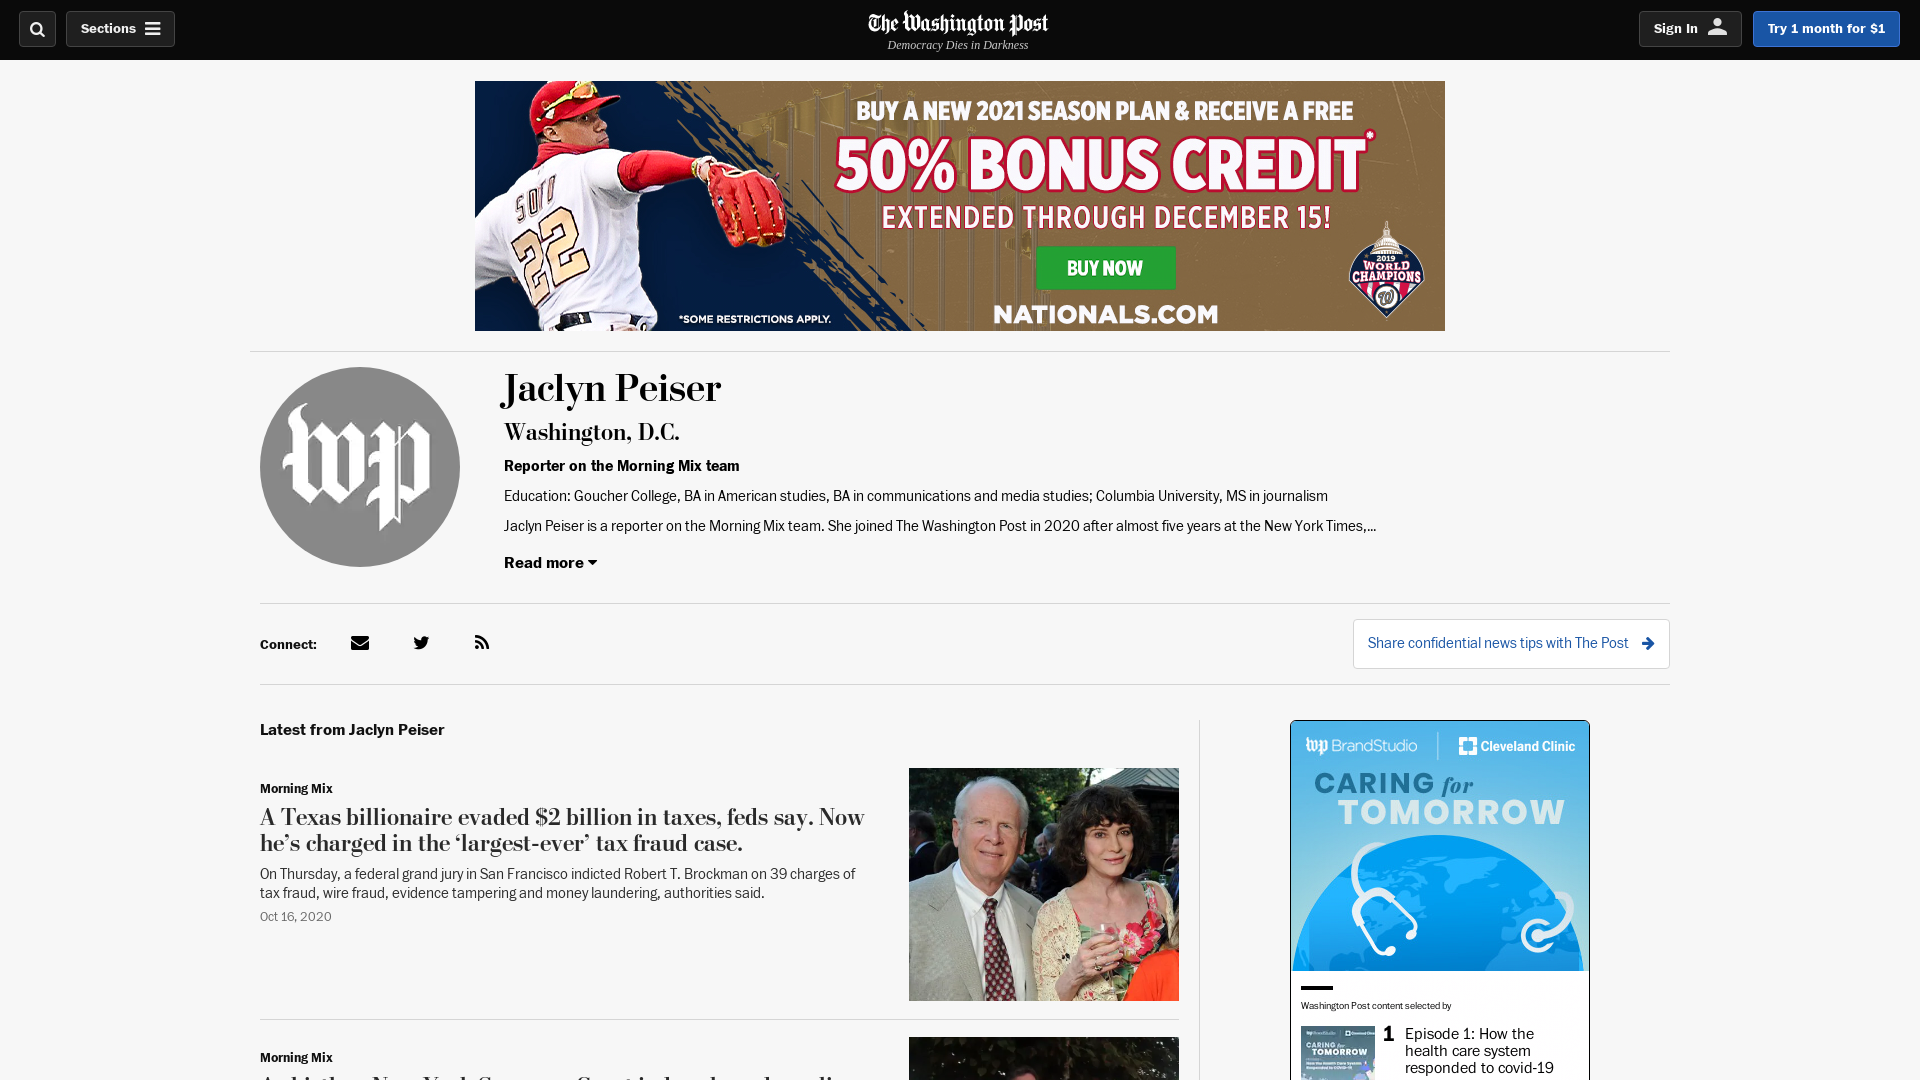 Sections
The Washington Post
Democracy Dies in Darkness
Sign In
Try 1 month for $1
BUY A NEW 2021 SEASON PLAN & RECEIVE A FREE
50% BONUS CREDIT*
EXTENDED THROUGH DECEMBER 15!
BUY NOW
NATIONALS.COM
*SOME RESTRICTIONS APPLY.
SOTO
22
2019
WORLD
CHAMPIONS
W
wp
Jaclyn Peiser
Washington, D.C.
Reporter on the Morning Mix team
Education: Goucher College, BA in American studies, BA in communications and media studies; Columbia University, MS in journalism
Jaclyn Peiser is a reporter on the Morning Mix team. She joined The Washington Post in 2020 after almost five years at the New York Times,...
Read more
Connect:
Share confidential news tips with The Post
Latest from Jaclyn Peiser
Morning Mix
A Texas billionaire evaded $2 billion in taxes, feds say. Now
he’s charged in the ‘largest-ever’ tax fraud case.
On Thursday, a federal grand jury in San Francisco indicted Robert T. Brockman on 39 charges of
tax fraud, wire fraud, evidence tampering and money laundering, authorities said.
Oct 16, 2020
Morning Mix
wp BrandStudio
Cleveland Clinic
CARING for
TOMORROW
Washington Post content selected by
CARING for
TOMORROW
1
Episode 1: How the
health care system
responded to covid-19